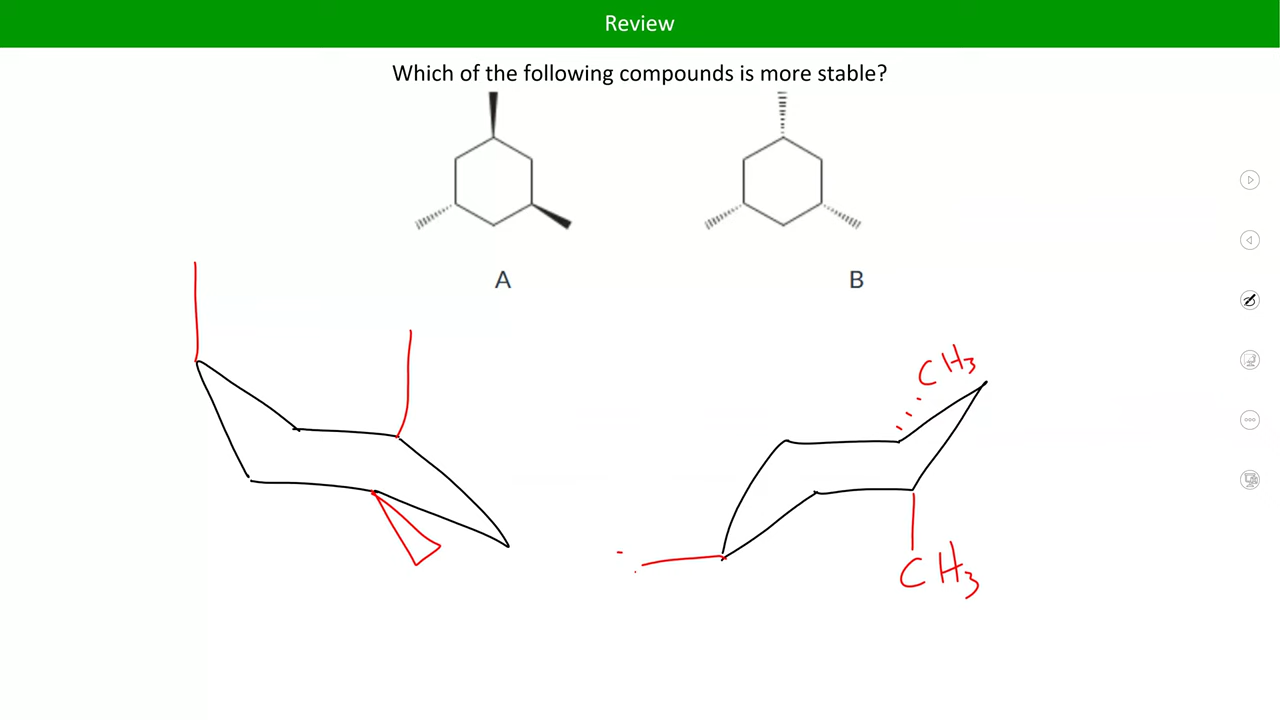 Review
Which of the following compounds is more stable?
A
B
CH3
CH3